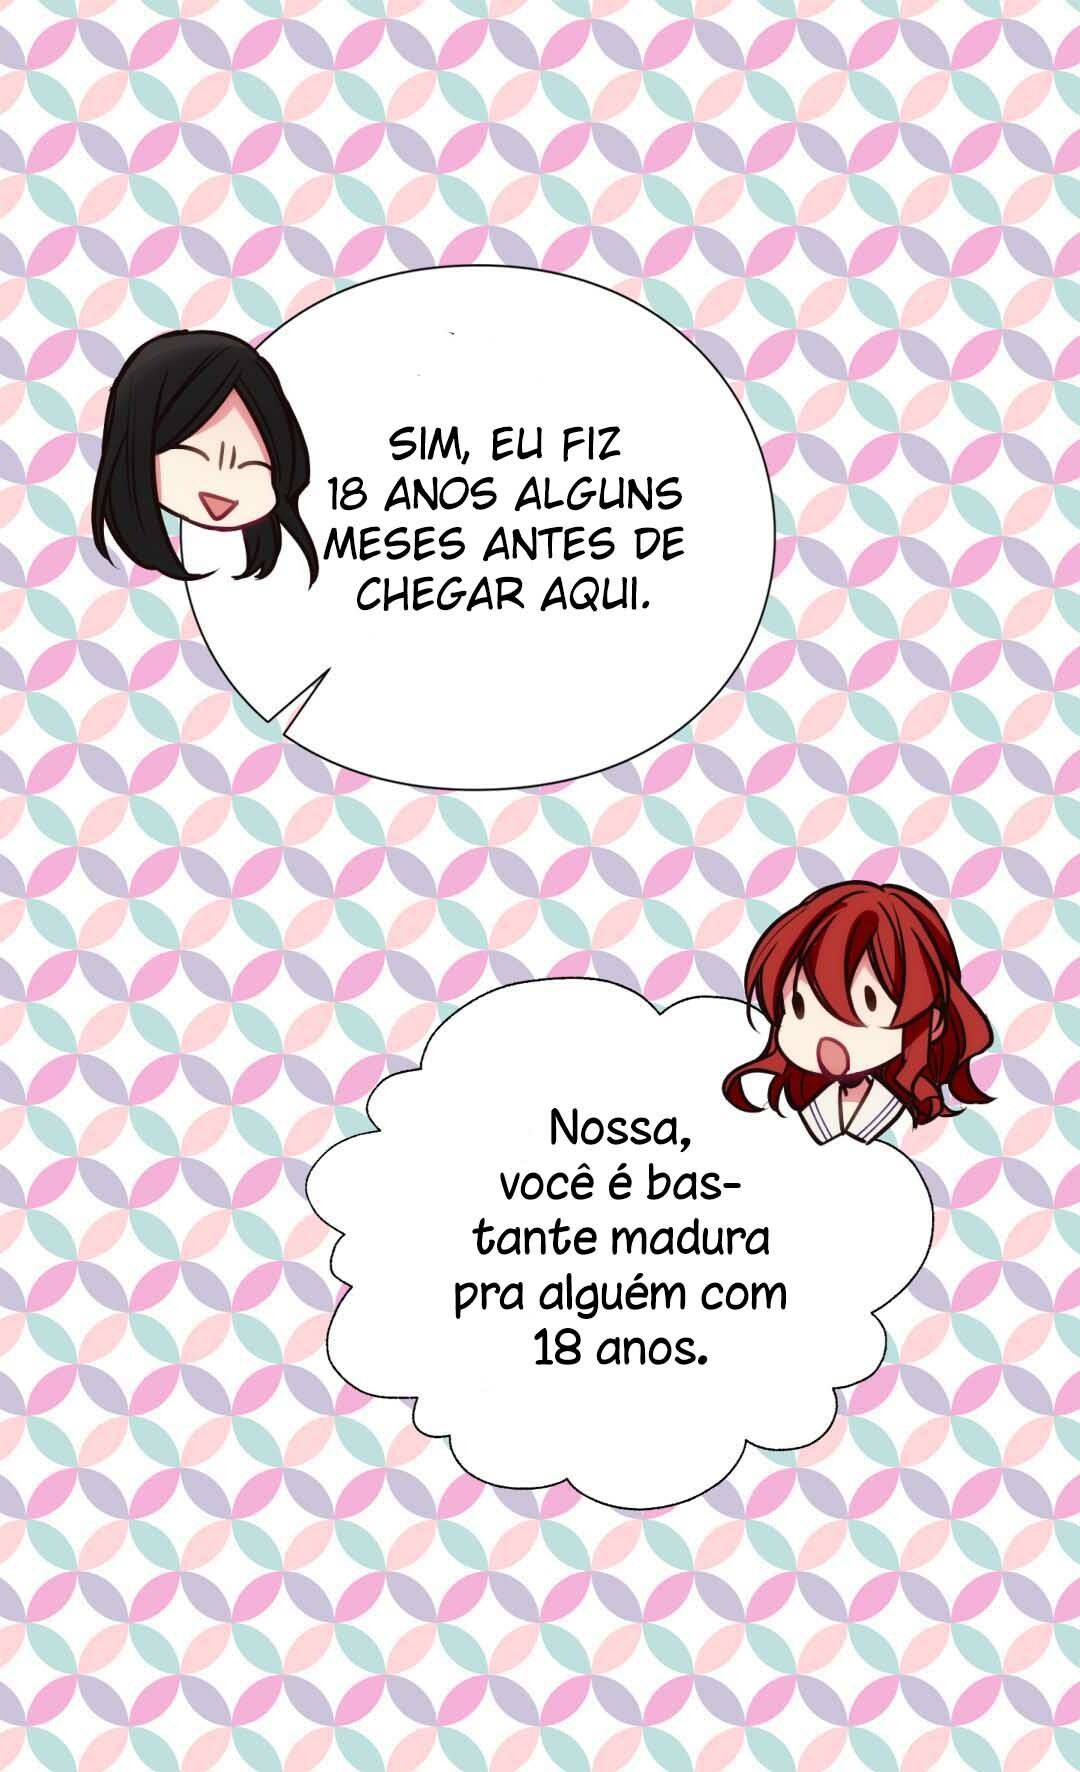 SIM, EU FIZ
18 ANOS ALGUNS
MESES ANTES DE
CHEGAR AQUI.
Nossa,
você é bas-
tante madura
pra alguém com
18 anos.